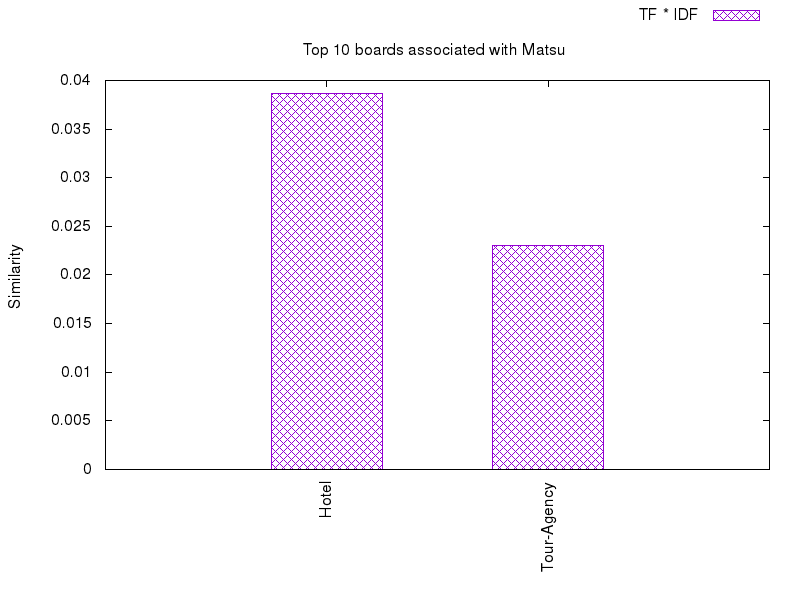 TF * IDF
Top 10 boards associated with Matsu
0.04
0.035
0.03
0.025
0.02
0.015
0.01
0.005
0
Similarity
Hotel
Tour-Agency